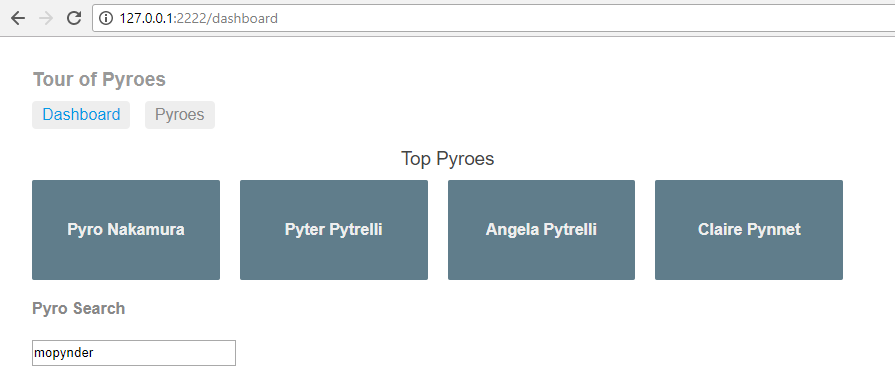 127.0.0.1:2222/dashboard
Tour of Pyroes
Dashboard Pyroes
Top Pyroes
Pyro Nakamura Pyter Pytrelli Angela Pytrelli Claire Pynnet
Pyro Search
mopynder